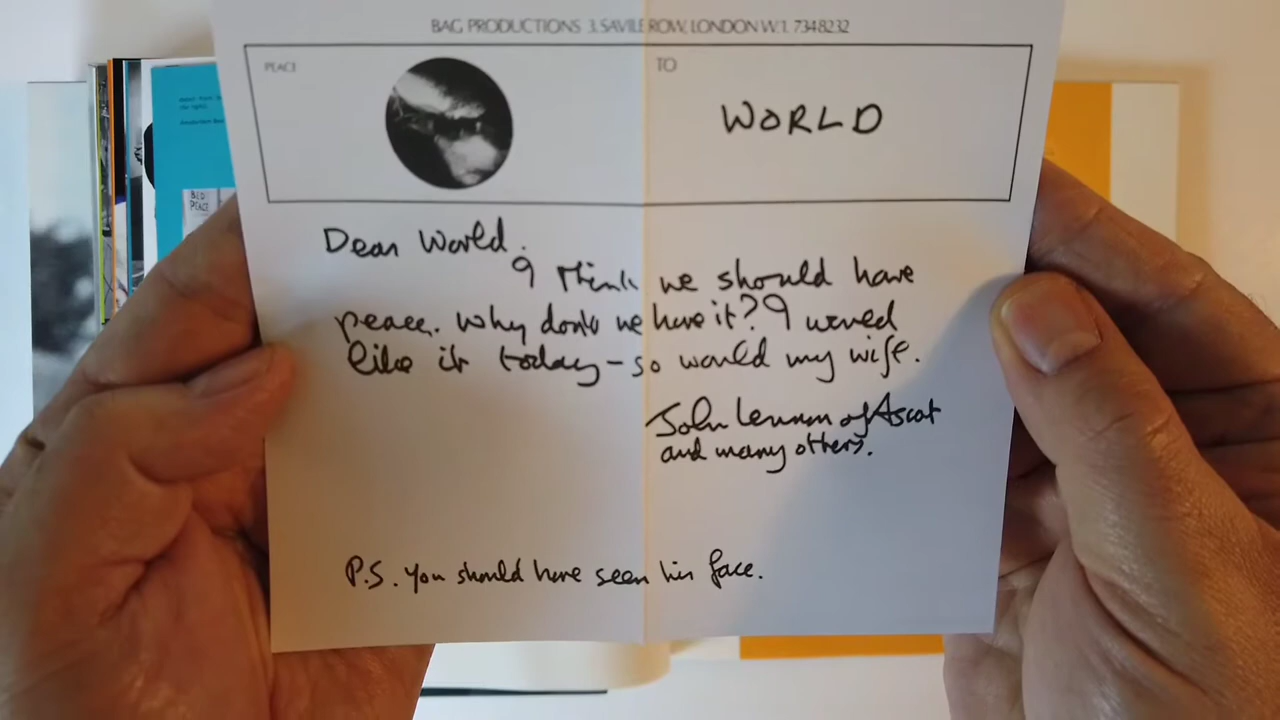 BAG PRODUCTIONS 3, SAVILE ROW, LONDON W.1. 734 8232
PEACE
TO
WORLD
Dear World.
I think we should have
peace. Why don't we have it? I would
like it today – so would my wife.
John Lennon of Ascot
and many others.
P.S. You should have seen his face.
BED
PEACE